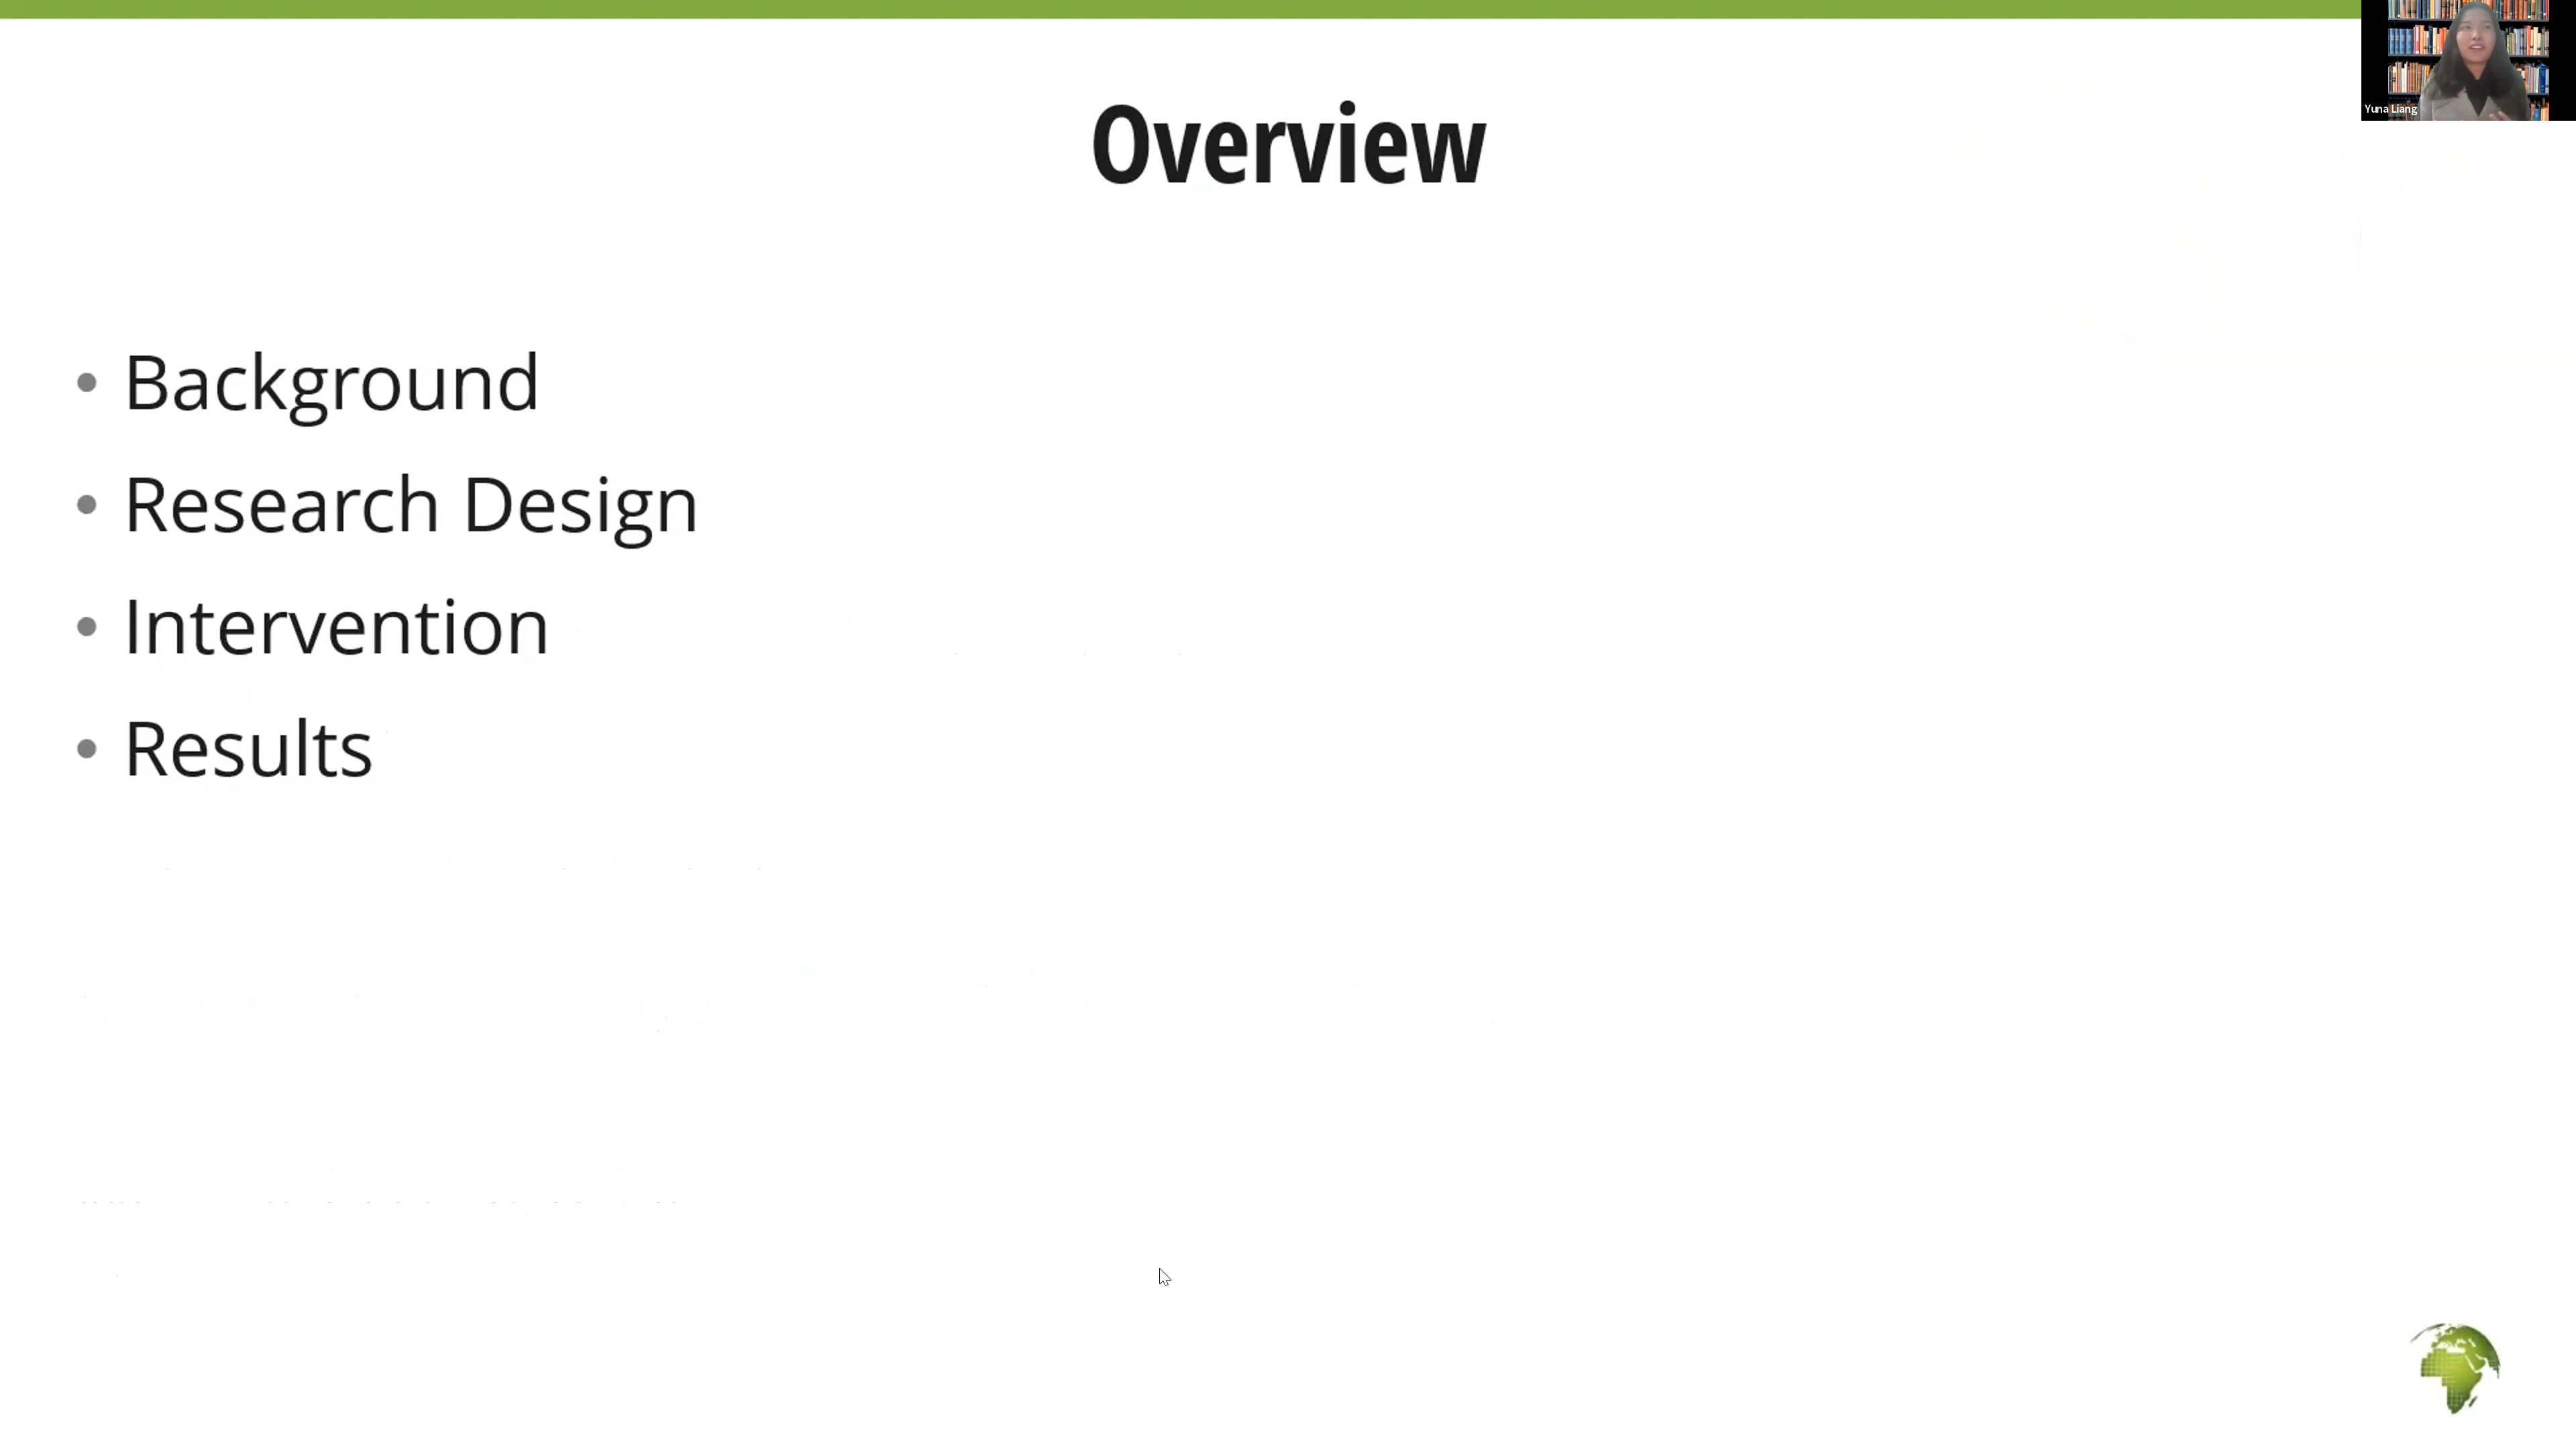 Overview
Yuna Liang
• Background
• Research Design
• Intervention
• Results